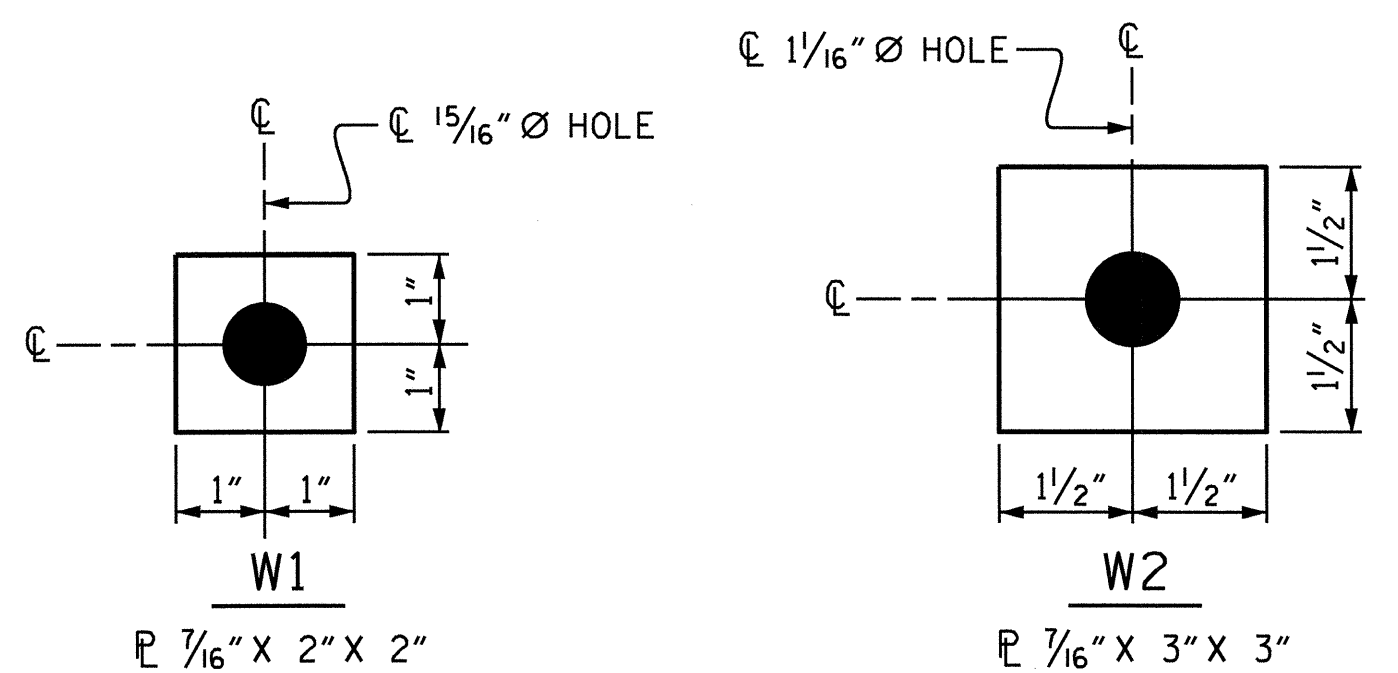 ℄ 1 1/16" Ø HOLE
℄
℄
℄ 15/16" Ø HOLE
1 1/2"
1"
℄
℄
1"
1 1/2"
1" 1"
1 1/2" 1 1/2"
W1
W2
PL 7/16" X 2" X 2"
PL 7/16" X 3" X 3"